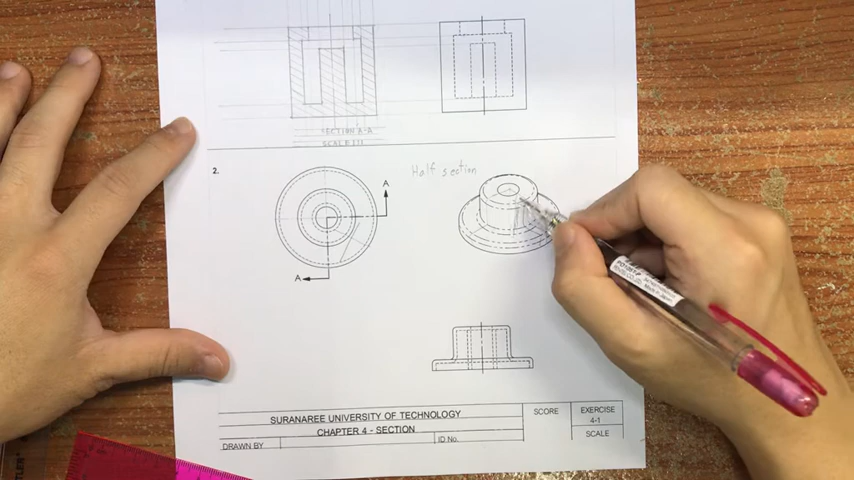 SECTION A-A
SCALE 1:1
2.
Half section
A
A
SURANAREE UNIVERSITY OF TECHNOLOGY
SCORE
EXERCISE
4-1
CHAPTER 4 - SECTION
SCALE
DRAWN BY
ID No.